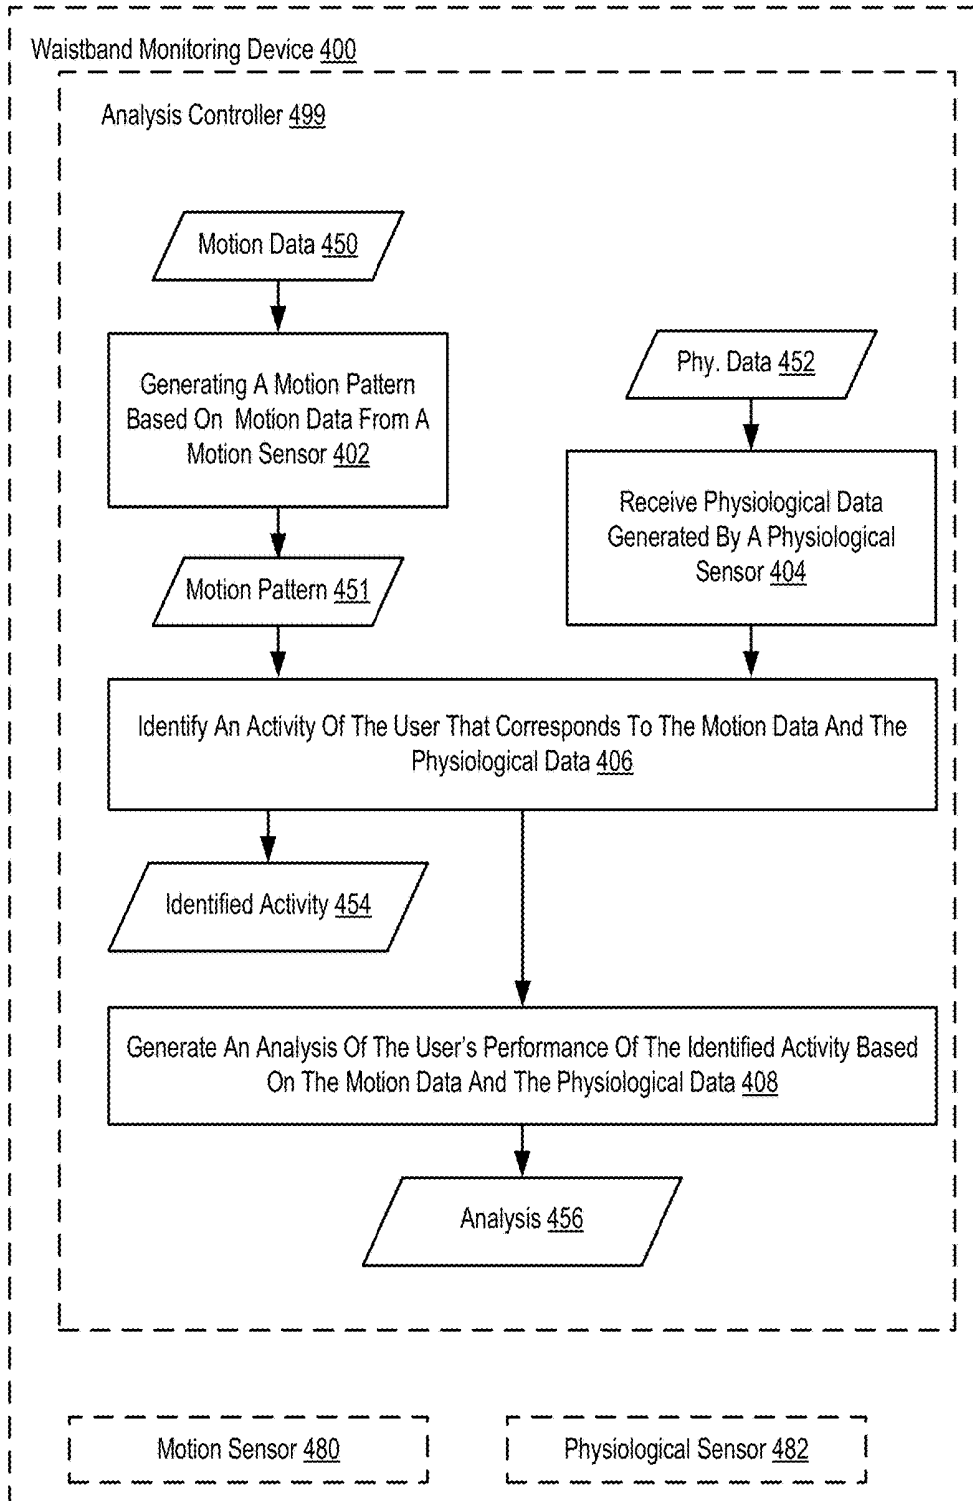 Waistband Monitoring Device 400
Analysis Controller 499
Motion Data 450
Generating A Motion Pattern
Based On Motion Data From A
Motion Sensor 402
Phy. Data 452
Receive Physiological Data
Generated By A Physiological
Sensor 404
Motion Pattern 451
Identify An Activity Of The User That Corresponds To The Motion Data And The
Physiological Data 406
Identified Activity 454
Generate An Analysis Of The User's Performance Of The Identified Activity Based
On The Motion Data And The Physiological Data 408
Analysis 456
Motion Sensor 480
Physiological Sensor 482